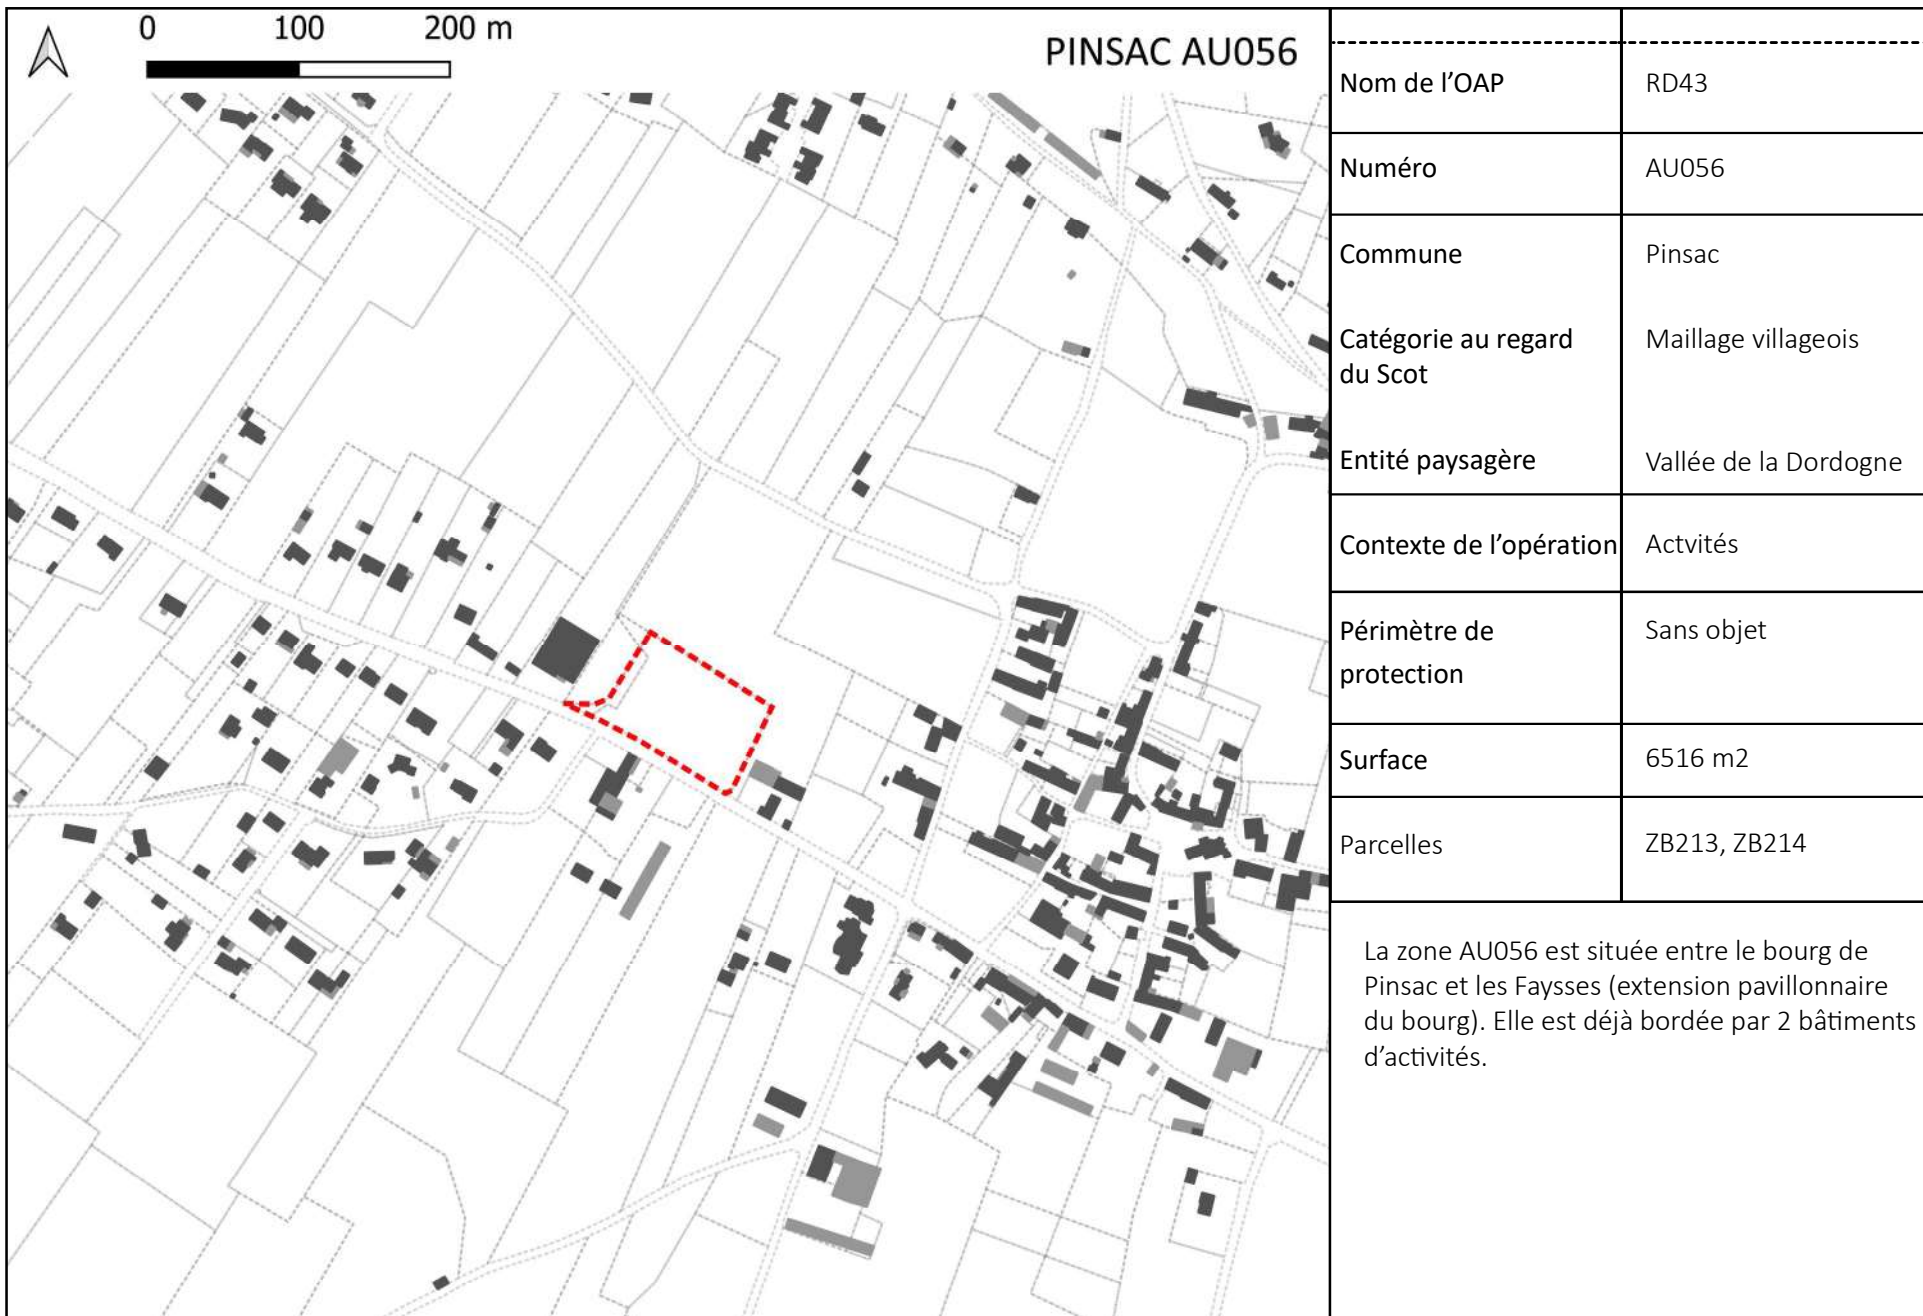 0 100 200 m
PINSAC AU056
Nom de l’OAP RD43
Numéro AU056
Commune Pinsac
Catégorie au regard Maillage villageois
du Scot
Entité paysagère Vallée de la Dordogne
Contexte de l’opération Actvités
Périmètre de Sans objet
protection
Surface 6516 m2
Parcelles ZB213, ZB214
La zone AU056 est située entre le bourg de
Pinsac et les Faysses (extension pavillonnaire
du bourg). Elle est déjà bordée par 2 bâtiments
d’activités.